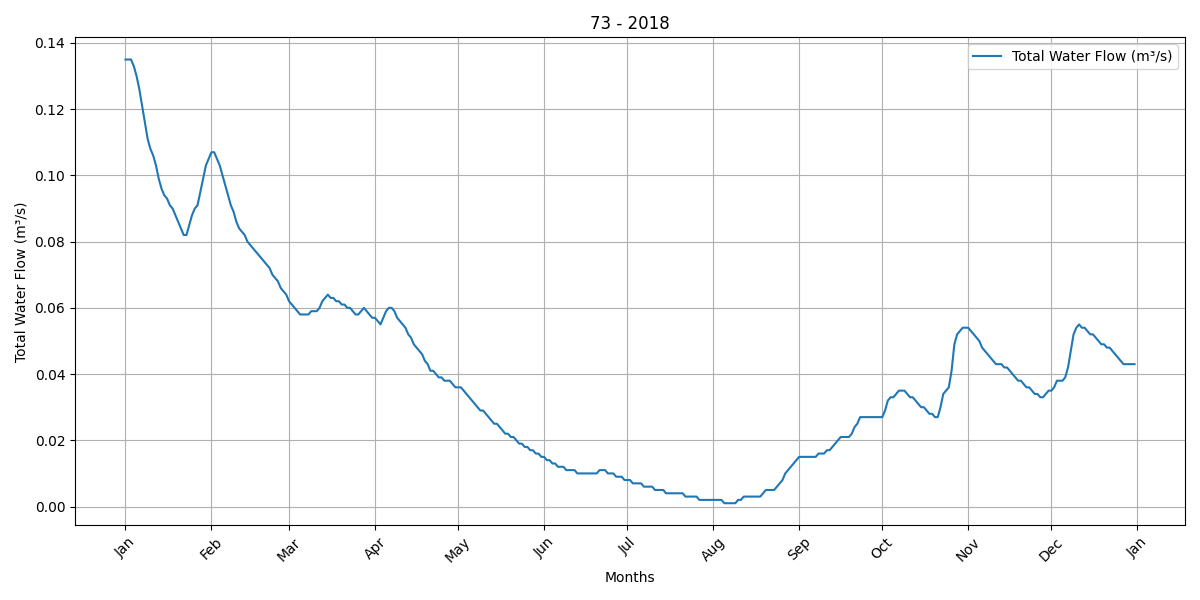 73 - 2018
Total Water Flow (m³/s)
0.14
0.12
0.10
0.08
0.06
0.04
0.02
0.00
Total Water Flow (m³/s)
Jan
Feb
Mar
Apr
May
Jun
Jul
Aug
Sep
Oct
Nov
Dec
Jan
Months